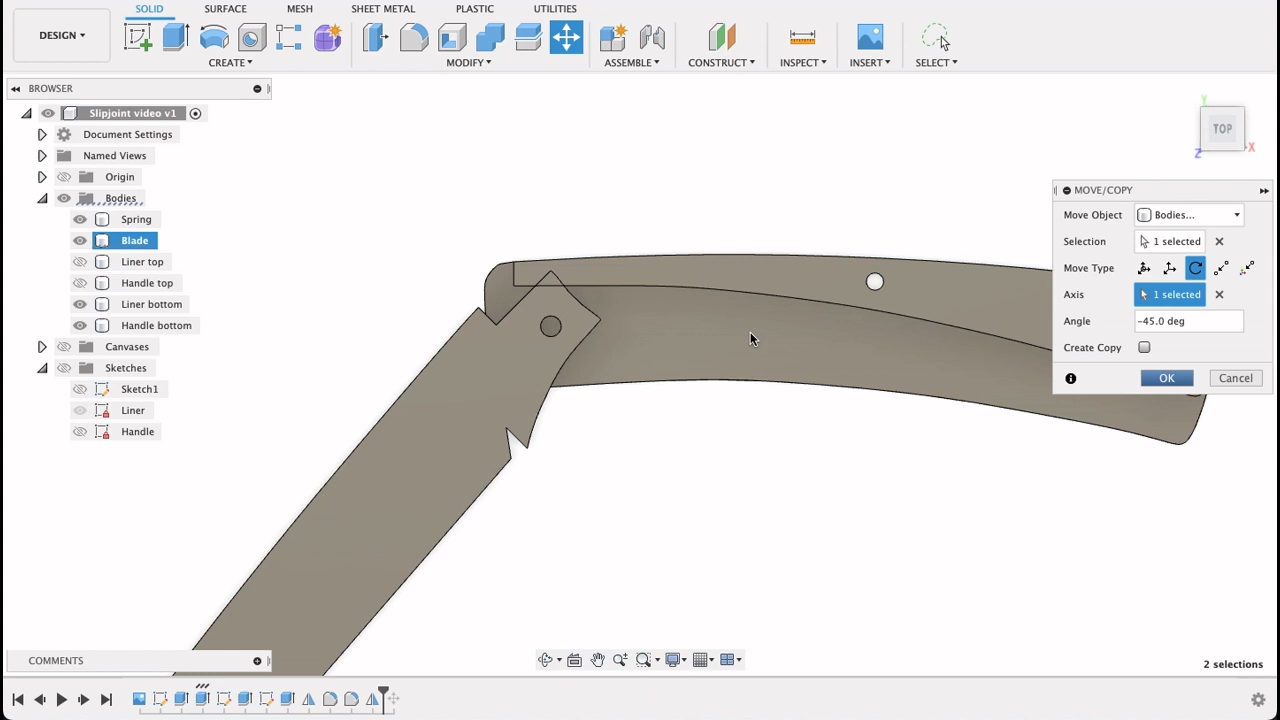 SOLID SURFACE MESH SHEET METAL PLASTIC UTILITIES
DESIGN
CREATE MODIFY ASSEMBLE CONSTRUCT INSPECT INSERT SELECT
BROWSER
Slipjoint video v1
Document Settings
Named Views
Origin
Bodies
Spring
Blade
Liner top
Handle top
Liner bottom
Handle bottom
Canvases
Sketches
Sketch1
Liner
Handle
Y
TOP
X
Z
MOVE/COPY
Move Object Bodies...
Selection 1 selected
Move Type
Axis 1 selected
Angle -45.0 deg
Create Copy
OK Cancel
COMMENTS
2 selections